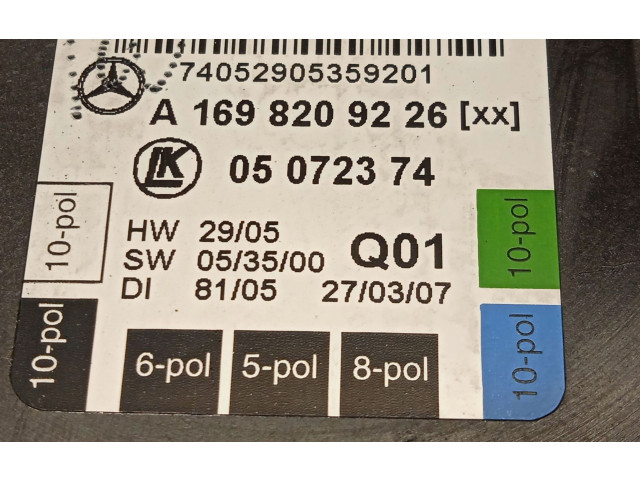 74052905359201
A 169 820 92 26 [xx]
LK 05 0723 74
HW 29/05
SW 05/35/00 Q01
DI 81/05 27/03/07
10-pol
10-pol
6-pol 5-pol 8-pol
10-pol
10-pol